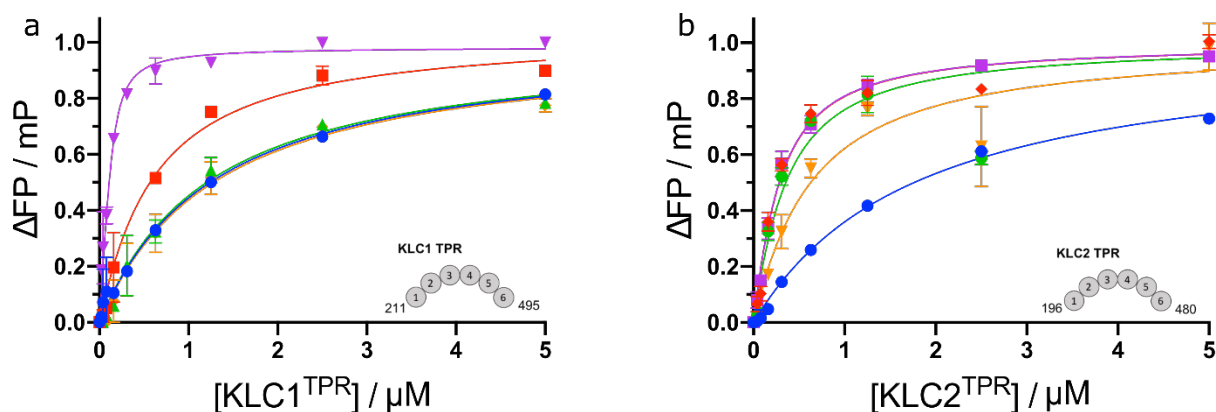 a
1.0
0.8
0.6
0.4
0.2
0.0
ΔFP / mP
0 1 2 3 4 5
[KLC1TPR] / μM
KLC1 TPR
1 2 3 4 5 6
211 495
b
1.0
0.8
0.6
0.4
0.2
0.0
ΔFP / mP
0 1 2 3 4 5
[KLC2TPR] / μM
KLC2 TPR
1 2 3 4 5 6
196 480